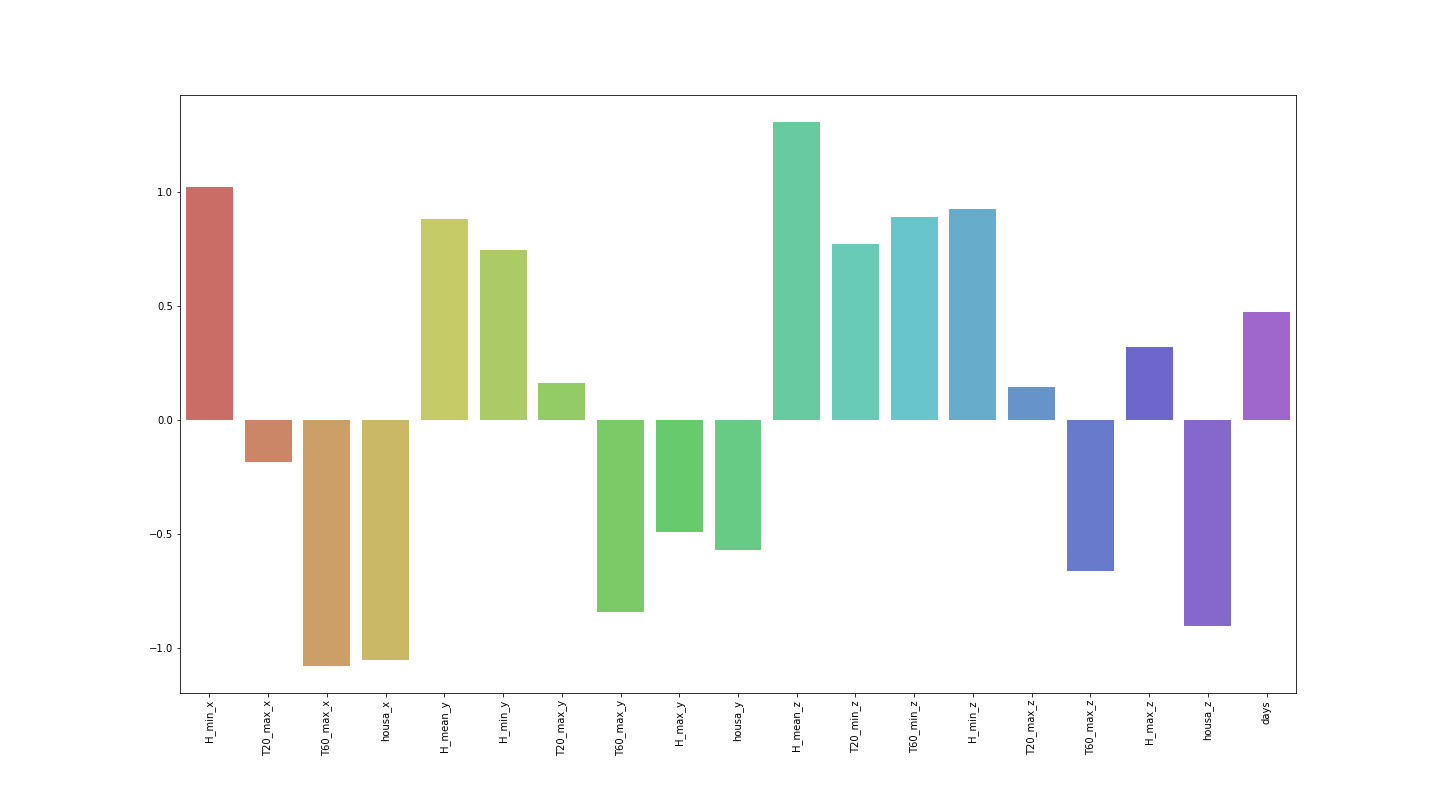 1.0
0.5
0.0
−0.5
−1.0
H_min_x
T20_max_x
T60_max_x
housa_x
H_mean_y
H_min_y
T20_max_y
T60_max_y
H_max_y
housa_y
H_mean_z
T20_min_z
T60_min_z
H_min_z
T20_max_z
T60_max_z
H_max_z
housa_z
days